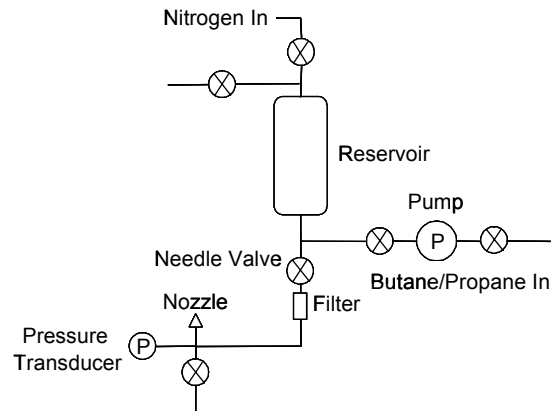 Nitrogen In
Reservoir
Pump
P
Needle Valve
Butane/Propane In
Nozzle
Filter
Pressure
Transducer
P